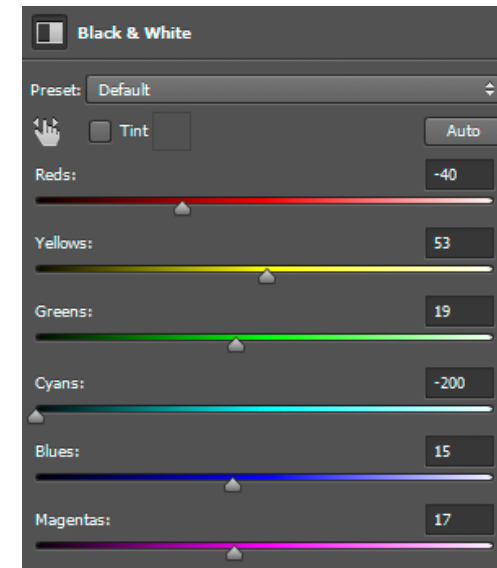 Black & White
Preset: Default
Tint Auto
Reds: -40
Yellows: 53
Greens: 19
Cyans: -200
Blues: 15
Magentas: 17